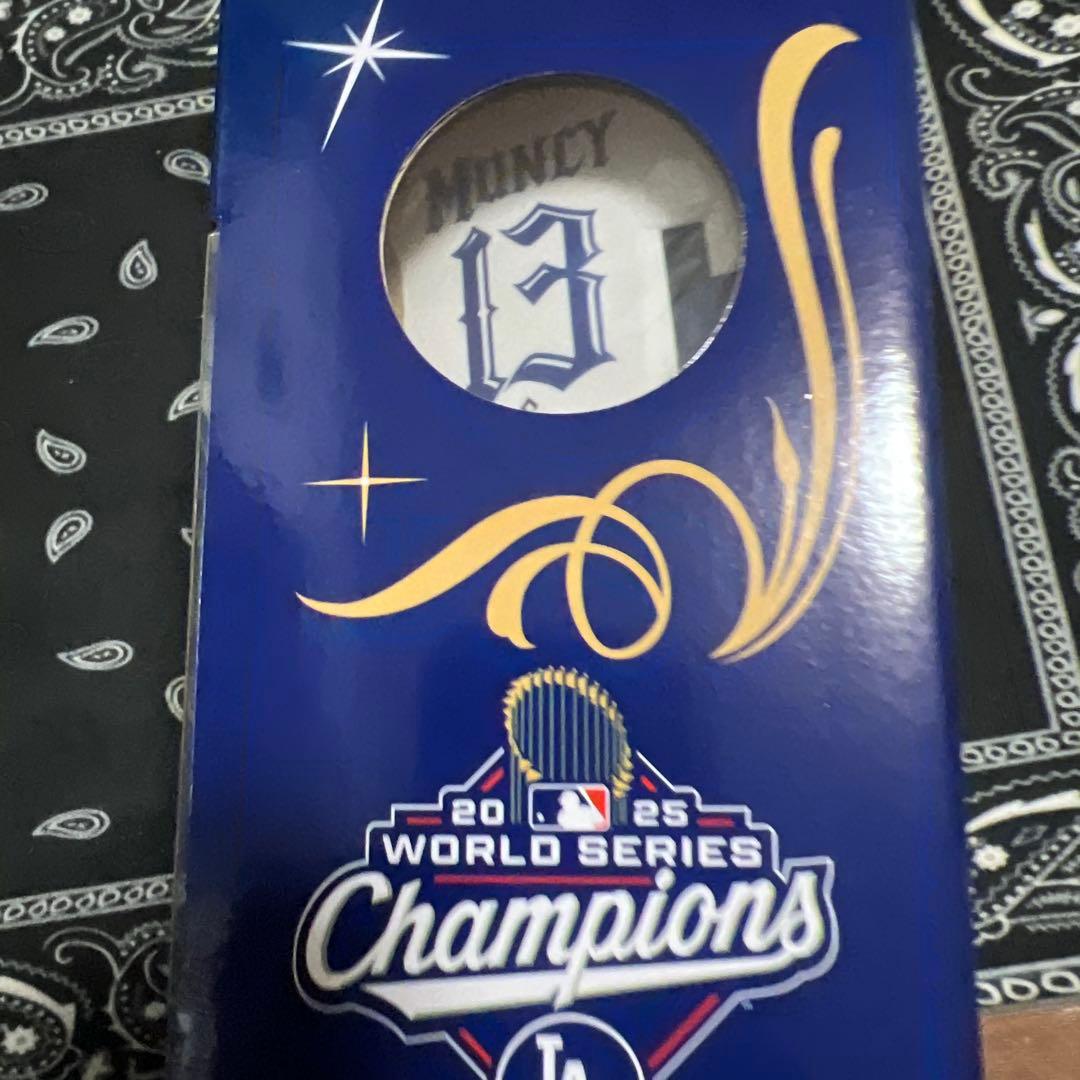 MUNCY
13
20 25
WORLD SERIES
Champions
LA